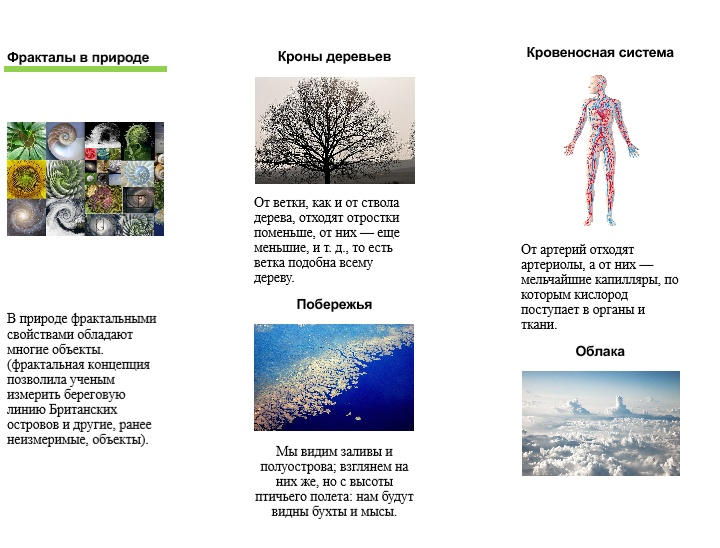 Фракталы в природе
В природе фрактальными
свойствами обладают
многие объекты.
(фрактальная концепция
позволила ученым
измерить береговую
линию Британских
островов и другие, ранее
неизмеримые, объекты).
Кроны деревьев
От ветки, как и от ствола
дерева, отходят отростки
поменьше, от них — еще
меньшие, и т. д., то есть
ветка подобна всему
дереву.
Побережья
Мы видим заливы и
полуострова; взглянем на
них же, но с высоты
птичьего полета: нам будут
видны бухты и мысы.
Кровеносная система
От артерий отходят
артериолы, а от них —
мельчайшие капилляры, по
которым кислород
поступает в органы и
ткани.
Облака